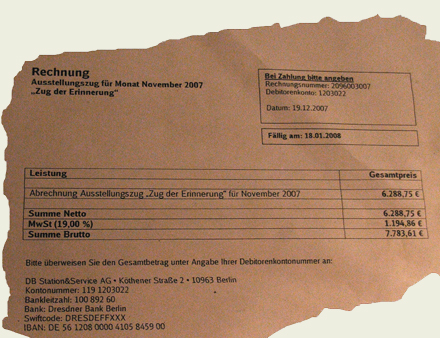 Rechnung
Ausstellungszug für Monat November 2007
„Zug der Erinnerung"
Bei Zahlung bitte angeben
Rechnungsnummer: 2096003007
Debitorenkonto: 1203022
Datum: 19.12.2007
Fällig am: 18.01.2008
Leistung Gesamtpreis
Abrechnung Ausstellungszug „Zug der Erinnerung" für November 2007 6.288,75 €
Summe Netto 6.288,75 €
MwSt (19,00 %) 1.194,86 €
Summe Brutto 7.783,61 €
Bitte überweisen Sie den Gesamtbetrag unter Angabe Ihrer Debitorenkontonummer an:
DB Station&Service AG • Köthener Straße 2 • 10963 Berlin
Kontonummer: 119 1203022
Bankleitzahl: 100 892 60
Bank: Dresdner Bank Berlin
Swiftcode: DRESDEFFXXX
IBAN: DE 56 1208 0000 4105 8459 00